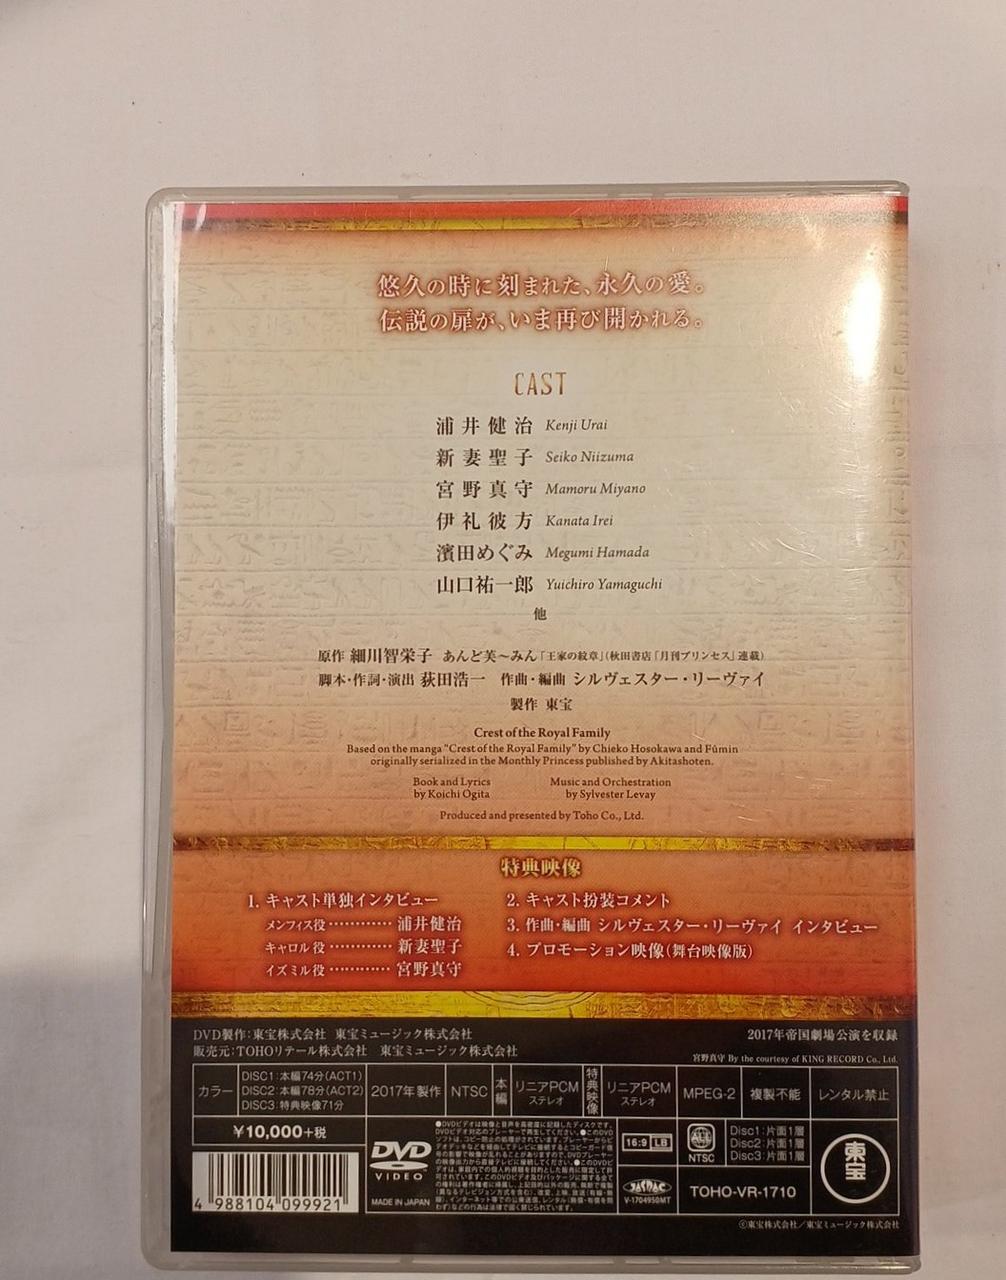 悠久の時に刻まれた、永久の愛。
伝説の扉が、いま再び開かれる。
CAST
浦井健治 Kenji Urai
新妻聖子 Seiko Niizuma
宮野真守 Mamoru Miyano
伊礼彼方 Kanata Irei
濱田めぐみ Megumi Hamada
山口祐一郎 Yuichiro Yamaguchi
他
原作 細川智栄子 あんど芙〜みん「王家の紋章」(秋田書店「月刊プリンセス」連載)
脚本・作詞・演出 荻田浩一 作曲・編曲 シルヴェスター・リーヴァイ
製作 東宝
Crest of the Royal Family
Based on the manga "Crest of the Royal Family" by Chieko Hosokawa and Fûmin
originally serialized in the Monthly Princess published by Akitashoten.
Book and Lyrics Music and Orchestration
by Koichi Ogita by Sylvester Levay
Produced and presented by Toho Co., Ltd.
特典映像
1. キャスト単独インタビュー
メンフィス役………… 浦井健治
キャロル役………… 新妻聖子
イズミル役………… 宮野真守
2. キャスト扮装コメント
3. 作曲・編曲 シルヴェスター・リーヴァイ インタビュー
4. プロモーション映像(舞台映像版)
DVD製作:東宝株式会社 東宝ミュージック株式会社
販売元:TOHOリテール株式会社 東宝ミュージック株式会社
2017年帝国劇場公演を収録
宮野真守 By the courtesy of KING RECORD Co., Ltd.
カラー
DISC1:本編74分(ACT1)
DISC2:本編78分(ACT2)
DISC3:特典映像71分
2017年製作
NTSC
本編
リニアPCM
ステレオ
特典映像
リニアPCM
ステレオ
MPEG-2
複製不能
レンタル禁止
¥10,000+税
4 988104 099921
DVD
VIDEO
MADE IN JAPAN
16:9 LB
ALL
NTSC
Disc1:片面1層
Disc2:片面1層
Disc3:片面1層
JASRAC
V-1704950MT
TOHO-VR-1710
東宝
©東宝株式会社/東宝ミュージック株式会社